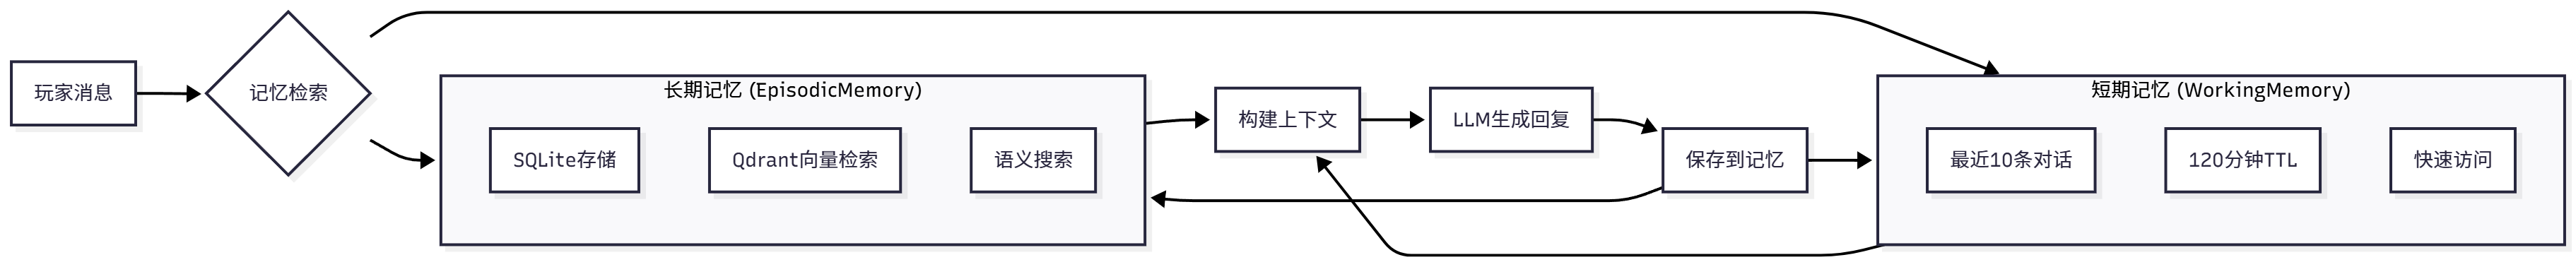 玩家消息
记忆检索
长期记忆 (EpisodicMemory)
SQLite存储
Qdrant向量检索
语义搜索
构建上下文
LLM生成回复
保存到记忆
短期记忆 (WorkingMemory)
最近10条对话
120分钟TTL
快速访问